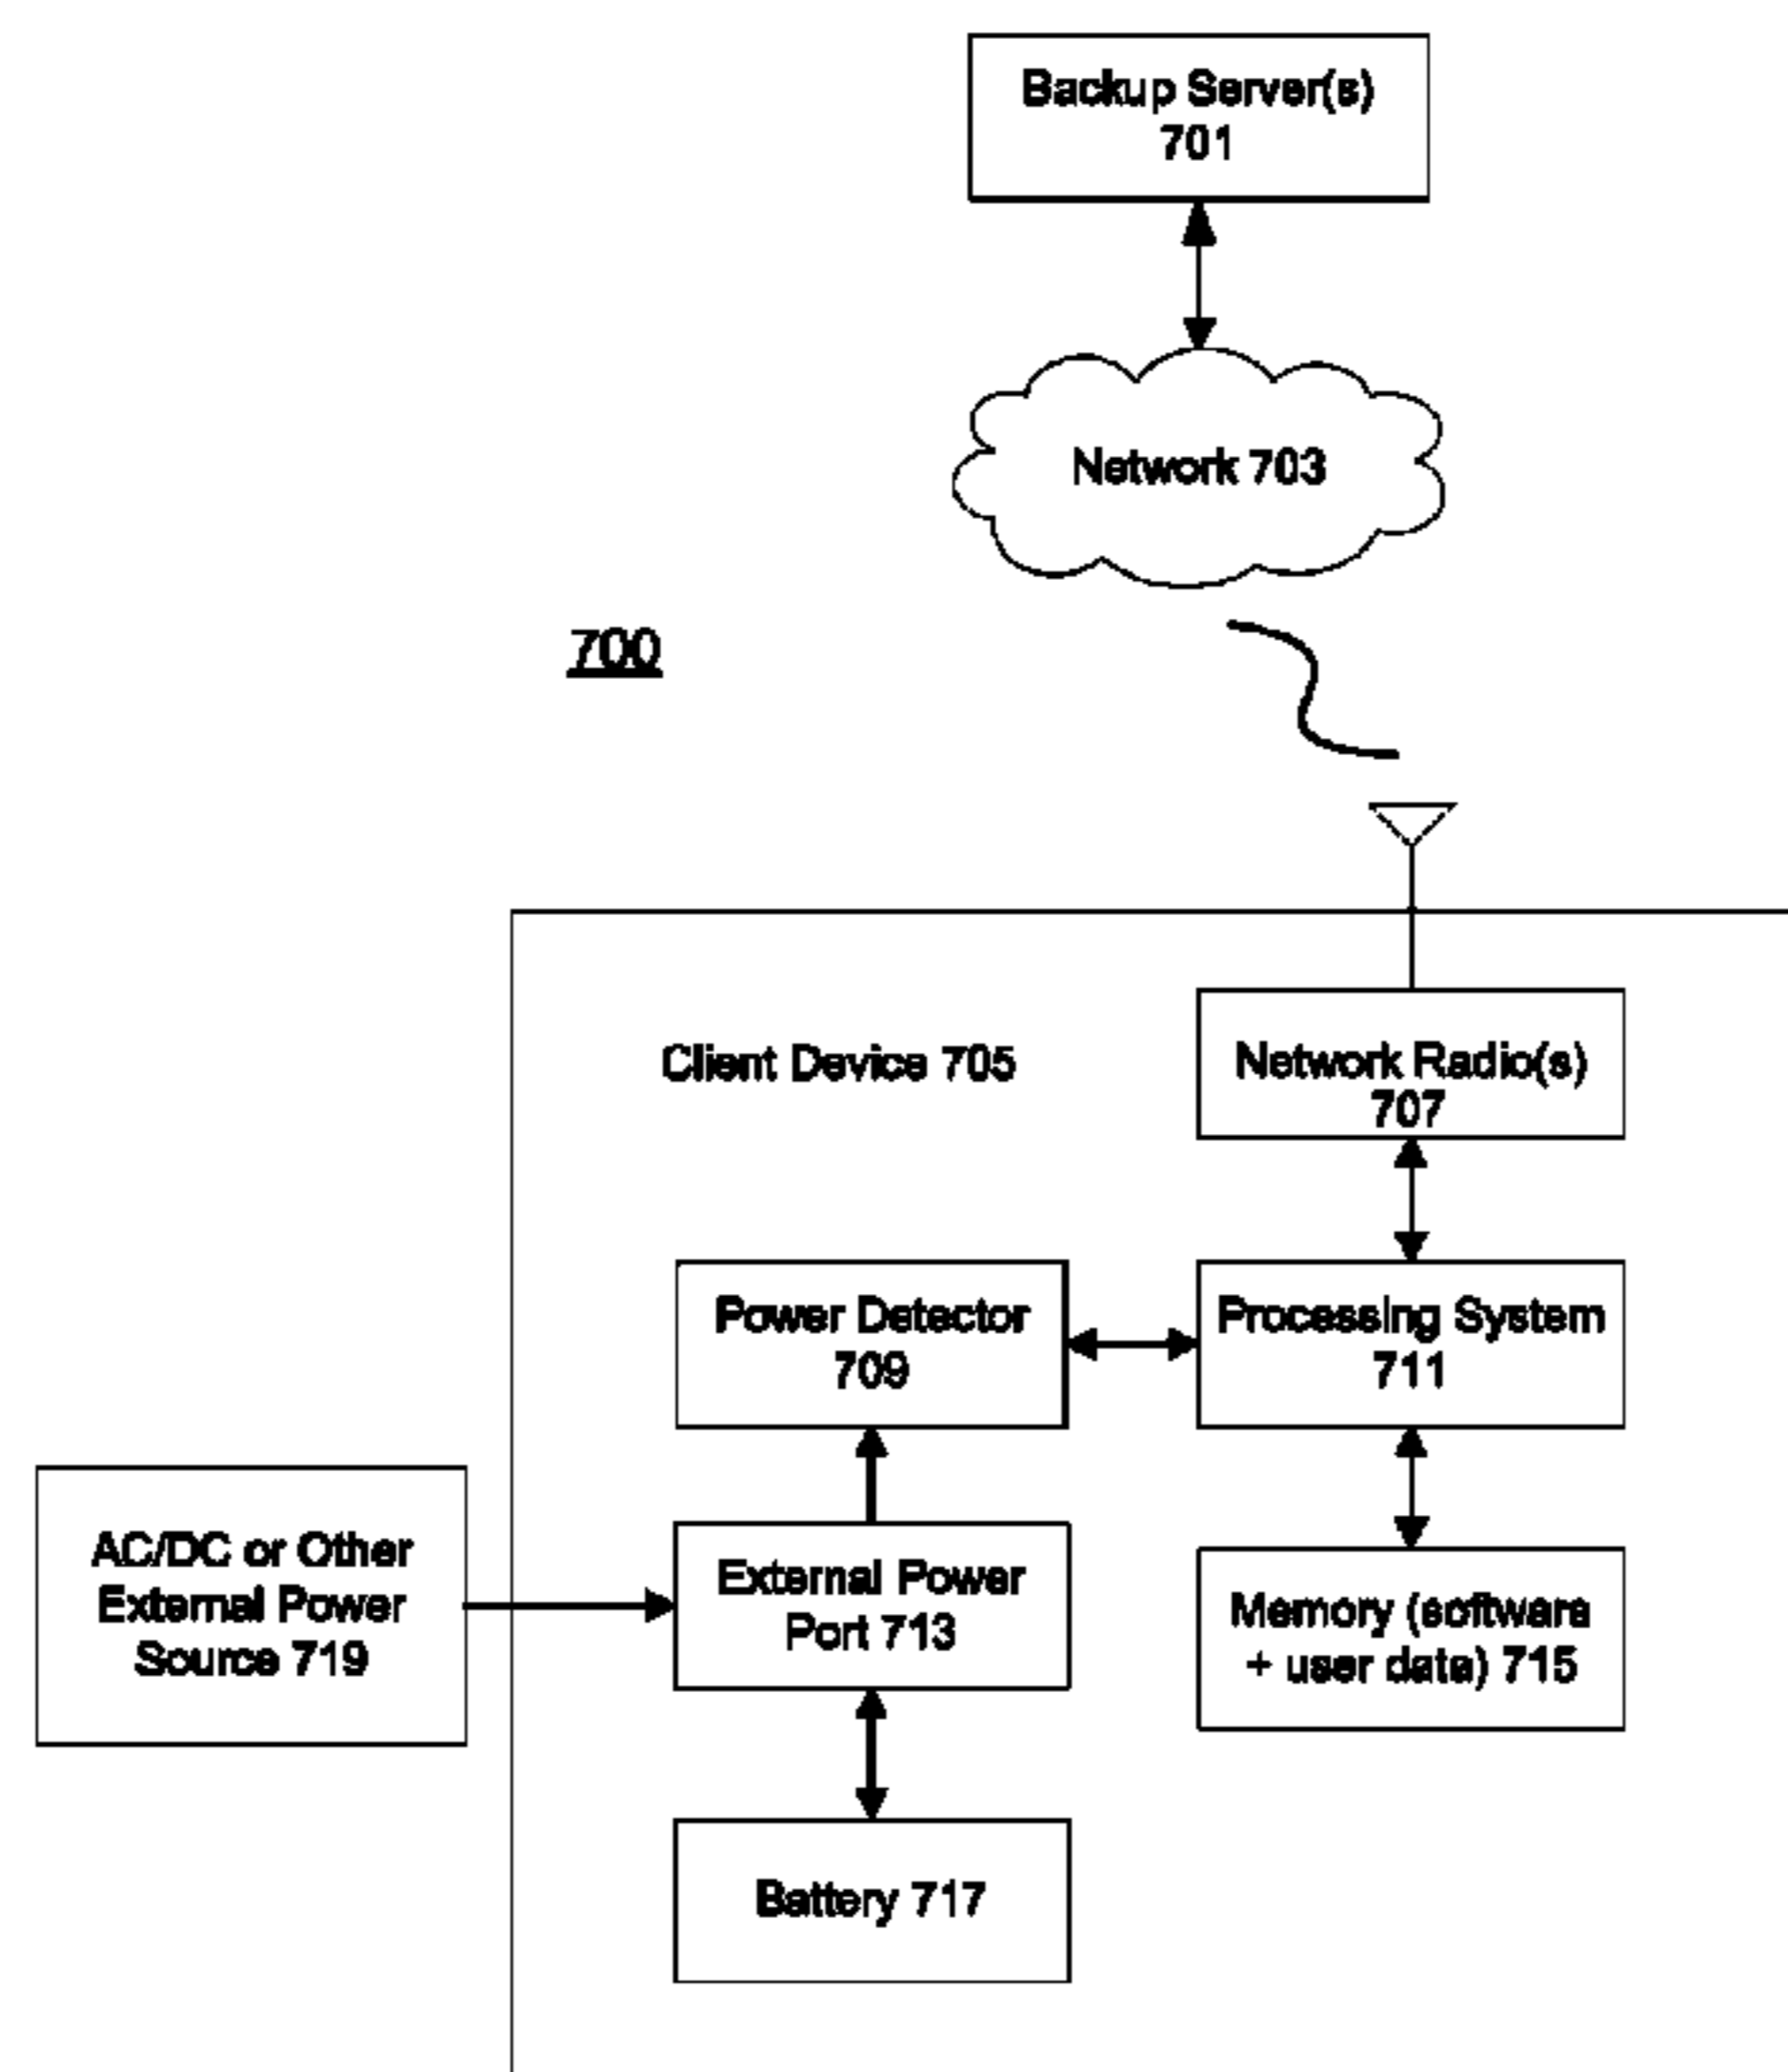 Backup Server(s)
701
Network 703
700
Client Device 705
Network Radio(s)
707
Power Detector
709
Processing System
711
AC/DC or Other
External Power
Source 719
External Power
Port 713
Memory (software
+ user data) 715
Battery 717